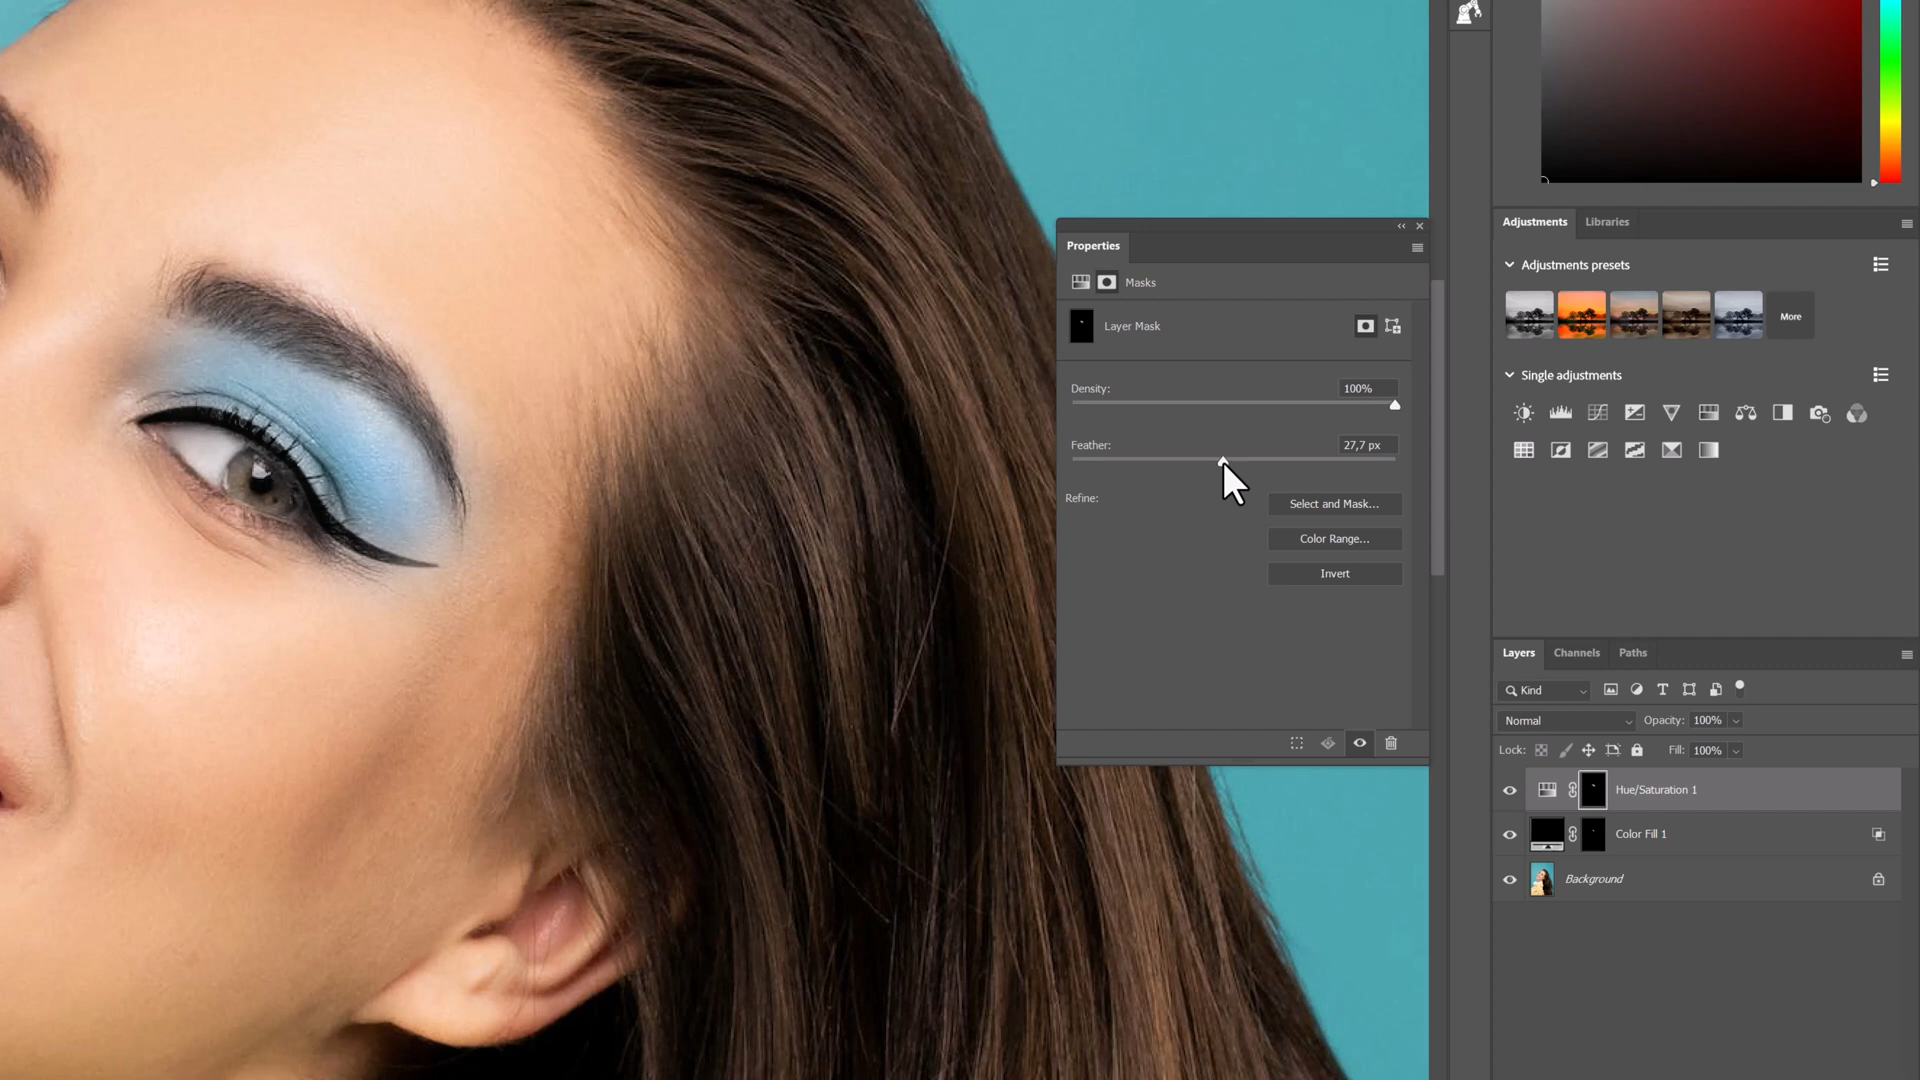 Properties
Masks
Layer Mask
Density:
100%
Feather:
27,7 px
Refine:
Select and Mask...
Color Range...
Invert
Adjustments
Libraries
Adjustments presets
More
Single adjustments
Layers
Channels
Paths
Kind
Normal
Opacity: 100%
Lock:
Fill: 100%
Hue/Saturation 1
Color Fill 1
Background